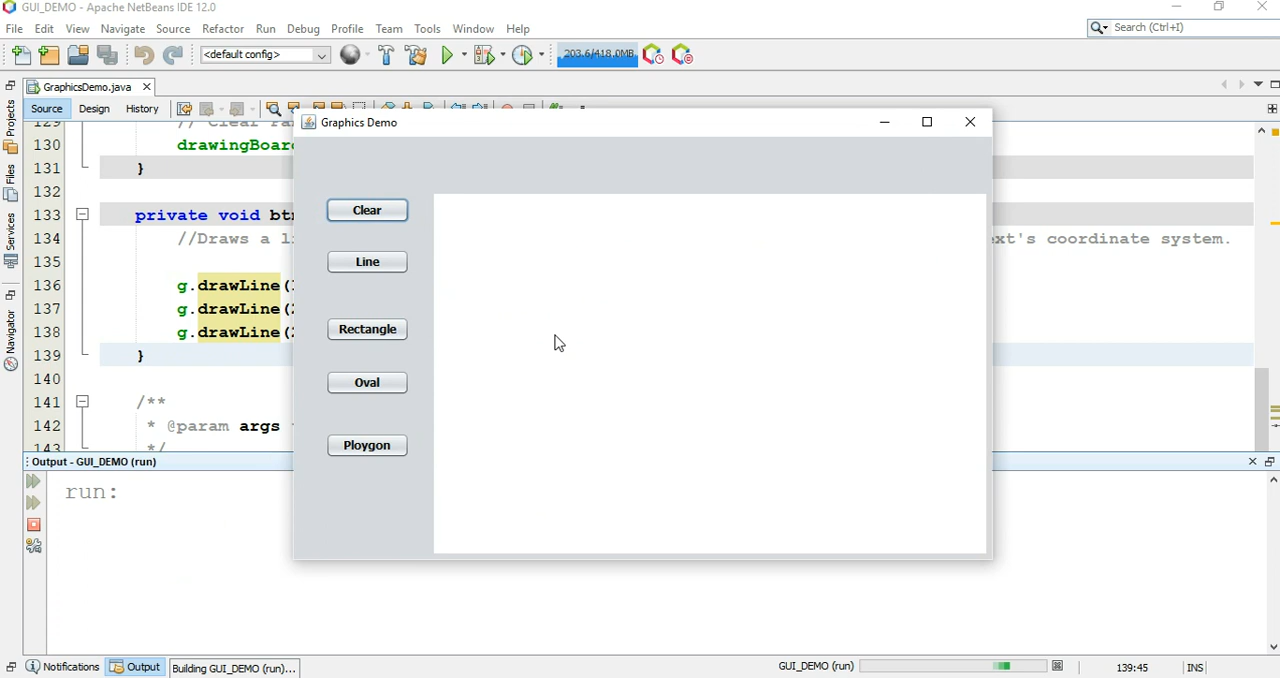 GUI_DEMO - Apache NetBeans IDE 12.0
File Edit View Navigate Source Refactor Run Debug Profile Team Tools Window Help
Search (Ctrl+I)
<default config>
203.6/418.0MB
GraphicsDemo.java
Source Design History
Projects
Files
Services
Navigator
Graphics Demo
Clear
Line
Rectangle
Oval
Ploygon
130 drawingBoar
131 }
132
133 private void bt
134 //Draws a l xt's coordinate system.
135
136 g.drawLine(
137 g.drawLine(
138 g.drawLine(
139 }
140
141 /**
142 * @param args
143 */
Output - GUI_DEMO (run)
run:
Notifications Output Building GUI_DEMO (run)... GUI_DEMO (run) 139:45 INS